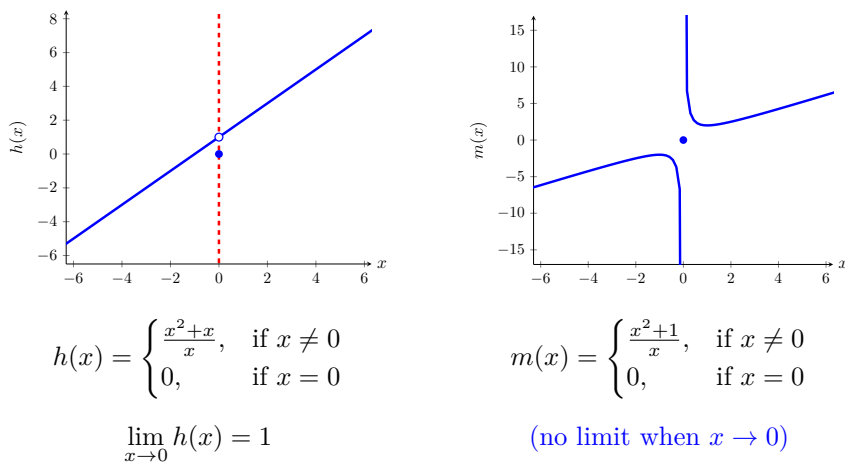 8
6
4
2
0
−2
−4
−6
−6 −4 −2 0 2 4 6
x
h(x)
h(x) = { (x²+x)/x, if x ≠ 0
0, if x = 0
lim x→0 h(x) = 1
15
10
5
0
−5
−10
−15
−6 −4 −2 0 2 4 6
x
m(x)
m(x) = { (x²+1)/x, if x ≠ 0
0, if x = 0
(no limit when x → 0)